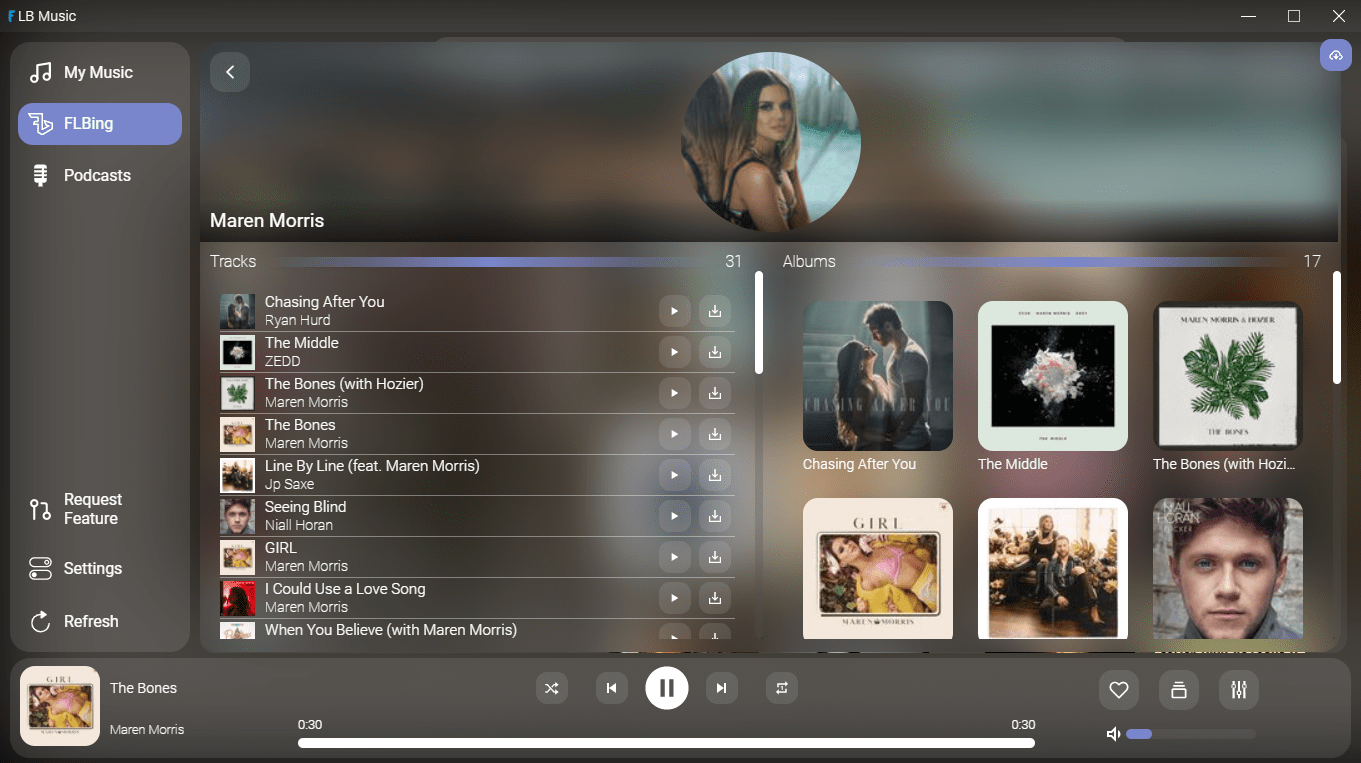 LB Music
My Music
FLBing
Podcasts
Request
Feature
Settings
Refresh
Maren Morris
Tracks
31
Chasing After You
Ryan Hurd
The Middle
ZEDD
The Bones (with Hozier)
Maren Morris
The Bones
Maren Morris
Line By Line (feat. Maren Morris)
Jp Saxe
Seeing Blind
Niall Horan
GIRL
Maren Morris
I Could Use a Love Song
Maren Morris
When You Believe (with Maren Morris)
Albums
17
CHASING AFTER YOU
Chasing After You
ZEDD MAREN MORRIS GREY
THE MIDDLE
The Middle
MAREN MORRIS & HOZIER
THE BONES
The Bones (with Hozi...
GIRL
MAREN MORRIS
NIALL
HORAN
FLICKER
GIRL
MAREN MORRIS
The Bones
Maren Morris
0:30
0:30